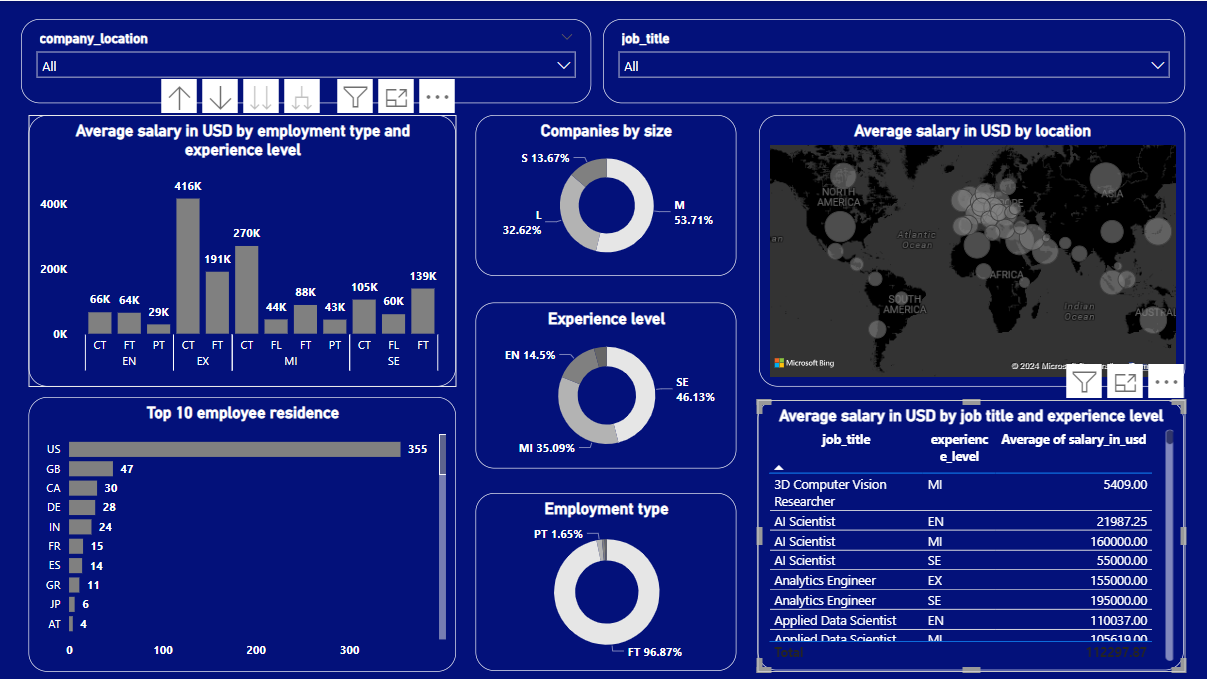 company_location
All
job_title
All
Average salary in USD by employment type and
experience level
400K
200K
0K
66K
64K
29K
416K
191K
270K
44K
88K
43K
105K
60K
139K
CT FT PT CT FT CT FL FT PT CT FL FT
EN EX MI SE
Companies by size
S 13.67%
L
32.62%
M
53.71%
Average salary in USD by location
NORTH
AMERICA
ASIA
Atlantic
Ocean
AFRICA
SOUTH
AMERICA
Indian
Ocean
Microsoft Bing
© 2024
Experience level
EN 14.5%
SE
46.13%
MI 35.09%
Top 10 employee residence
US 355
GB 47
CA 30
DE 28
IN 24
FR 15
ES 14
GR 11
JP 6
AT 4
0 100 200 300
Employment type
PT 1.65%
FT 96.87%
Average salary in USD by job title and experience level
job_title experienc Average of salary_in_usd
e_level
3D Computer Vision MI 5409.00
Researcher
AI Scientist EN 21987.25
AI Scientist MI 160000.00
AI Scientist SE 55000.00
Analytics Engineer EX 155000.00
Analytics Engineer SE 195000.00
Applied Data Scientist EN 110037.00
Applied Data Scientist MI 105619.00
Total 112297.87